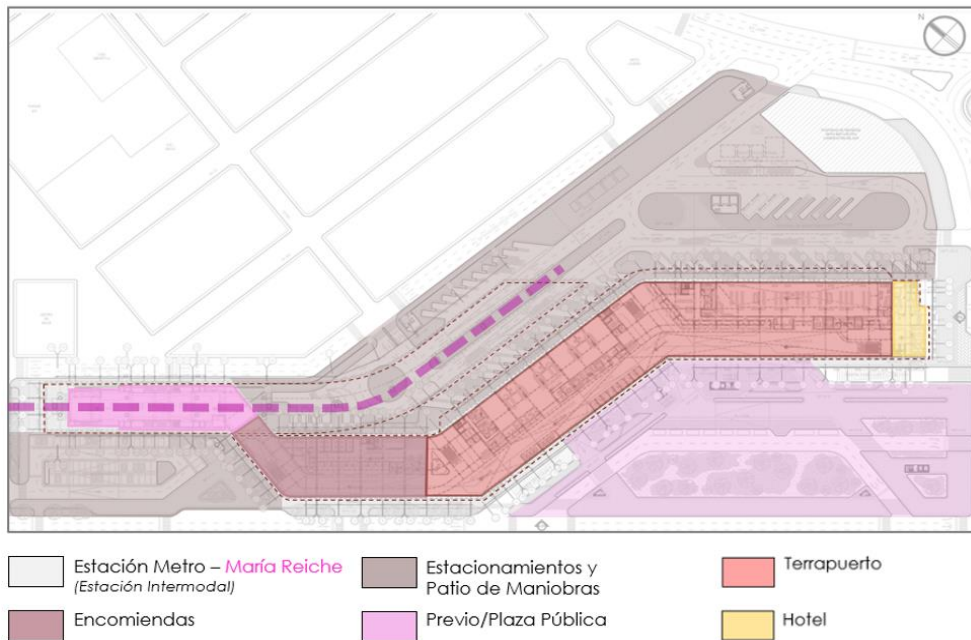 N
Estación Metro – María Reiche
(Estación Intermodal)
Estacionamientos y
Patio de Maniobras
Terrapuerto
Encomiendas
Previo/Plaza Pública
Hotel